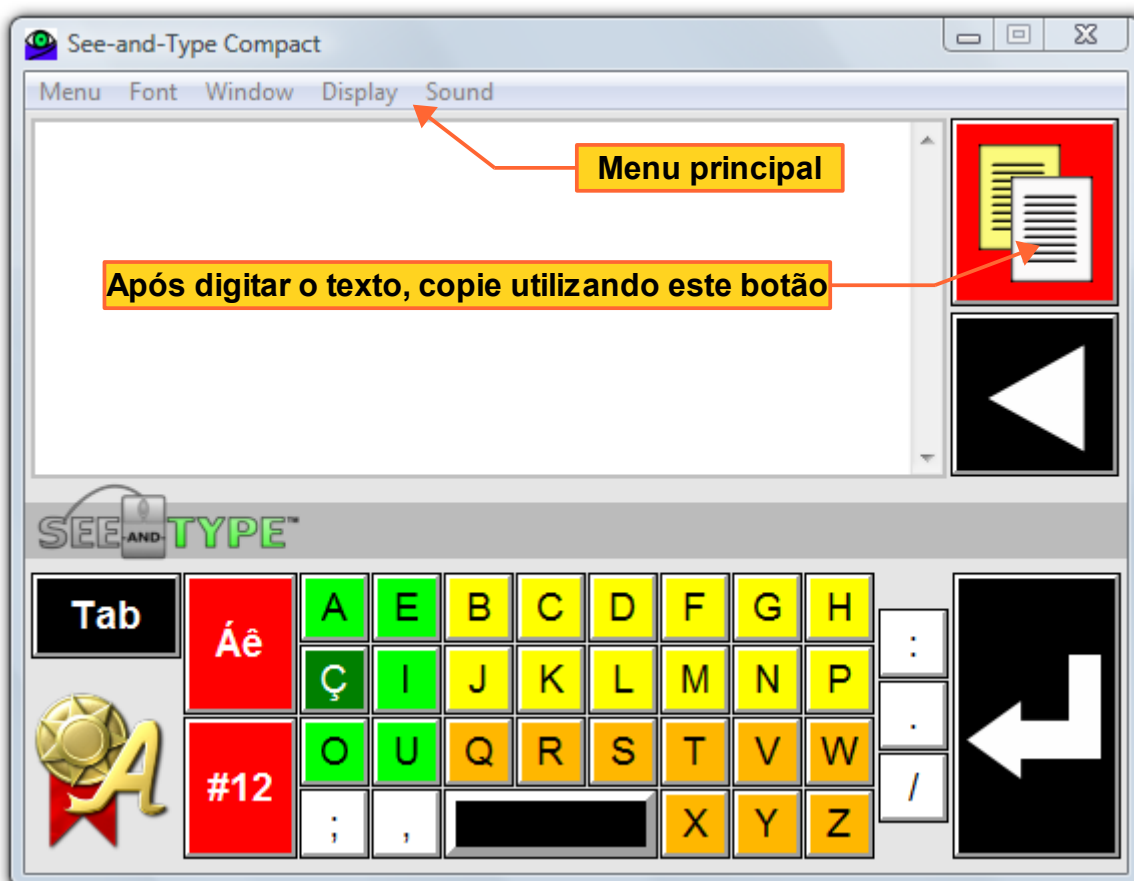 See-and-Type Compact
Menu Font Window Display Sound
Menu principal
Após digitar o texto, copie utilizando este botão
SEE-AND-TYPE™
Tab
Áê
A E B C D F G H
:
Ç I J K L M N P
.
O U Q R S T V W
#12
/
; , X Y Z
A